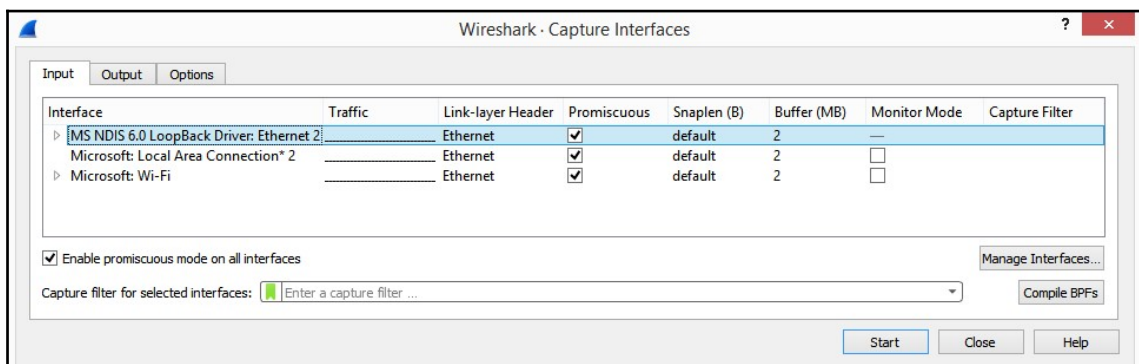 Wireshark · Capture Interfaces ?
Input Output Options
Interface Traffic Link-layer Header Promiscuous Snaplen (B) Buffer (MB) Monitor Mode Capture Filter
MS NDIS 6.0 LoopBack Driver: Ethernet 2 Ethernet default 2 —
Microsoft: Local Area Connection* 2 Ethernet default 2
Microsoft: Wi-Fi Ethernet default 2
Enable promiscuous mode on all interfaces Manage Interfaces...
Capture filter for selected interfaces: Enter a capture filter ... Compile BPFs
Start Close Help